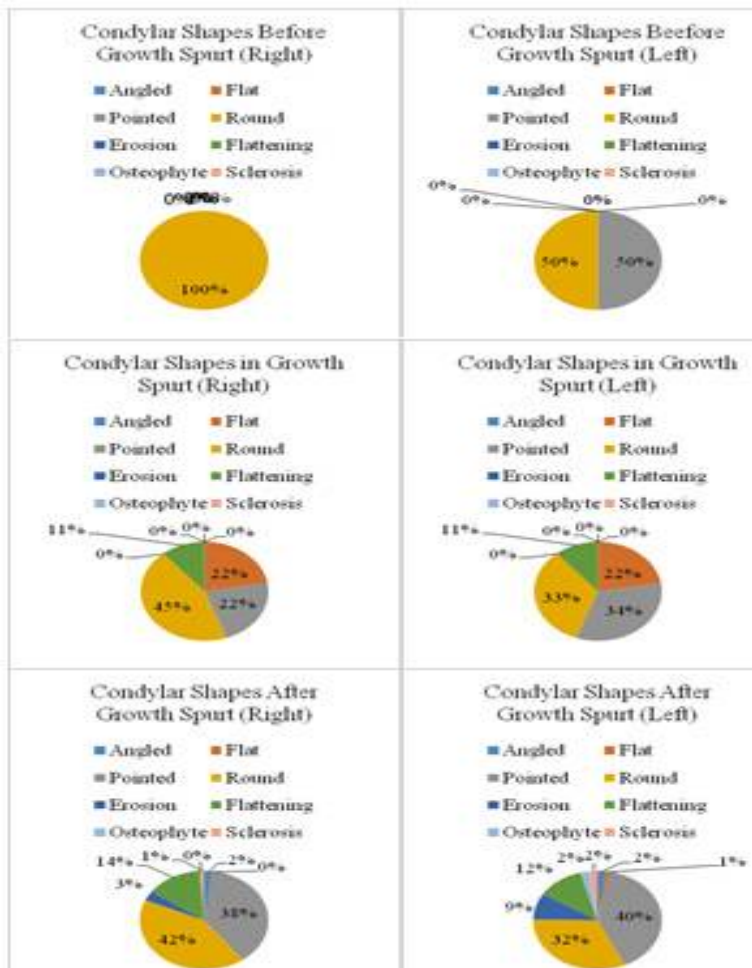 Condylar Shapes Before
Growth Spurt (Right)
Angled Flat
Pointed Round
Erosion Flattening
Osteophyte Sclerosis
0%
100%
Condylar Shapes Beefore
Growth Spurt (Left)
Angled Flat
Pointed Round
Erosion Flattening
Osteophyte Sclerosis
0% 0% 0% 0%
50% 50%
Condylar Shapes in Growth
Spurt (Right)
Angled Flat
Pointed Round
Erosion Flattening
Osteophyte Sclerosis
11% 0% 0% 0%
0%
22%
45% 22%
Condylar Shapes in Growth
Spurt (Left)
Angled Flat
Pointed Round
Erosion Flattening
Osteophyte Sclerosis
11% 0% 0% 0%
0%
22%
33% 34%
Condylar Shapes After
Growth Spurt (Right)
Angled Flat
Pointed Round
Erosion Flattening
Osteophyte Sclerosis
14% 1% 0% 2% 0%
3%
38%
42%
Condylar Shapes After
Growth Spurt (Left)
Angled Flat
Pointed Round
Erosion Flattening
Osteophyte Sclerosis
12% 2% 2% 2% 1%
9%
40%
32%